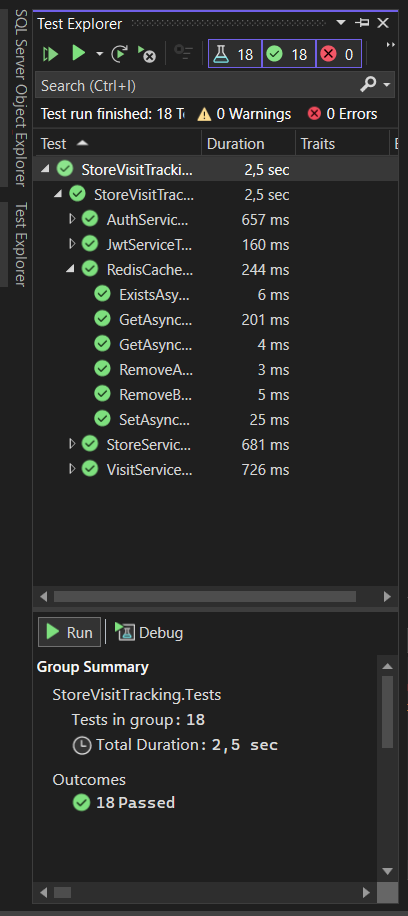 SQL Server Object Explorer
Test Explorer
Test Explorer
18 18 0
Search (Ctrl+I)
Test run finished: 18 0 Warnings 0 Errors
Test Duration Traits
StoreVisitTracki... 2,5 sec
StoreVisitTrac... 2,5 sec
AuthServic... 657 ms
JwtServiceT... 160 ms
RedisCache... 244 ms
ExistsAsy... 6 ms
GetAsync... 201 ms
GetAsync... 4 ms
RemoveA... 3 ms
RemoveB... 5 ms
SetAsync... 25 ms
StoreServic... 681 ms
VisitService... 726 ms
Run Debug
Group Summary
StoreVisitTracking.Tests
Tests in group: 18
Total Duration: 2,5 sec
Outcomes
18 Passed